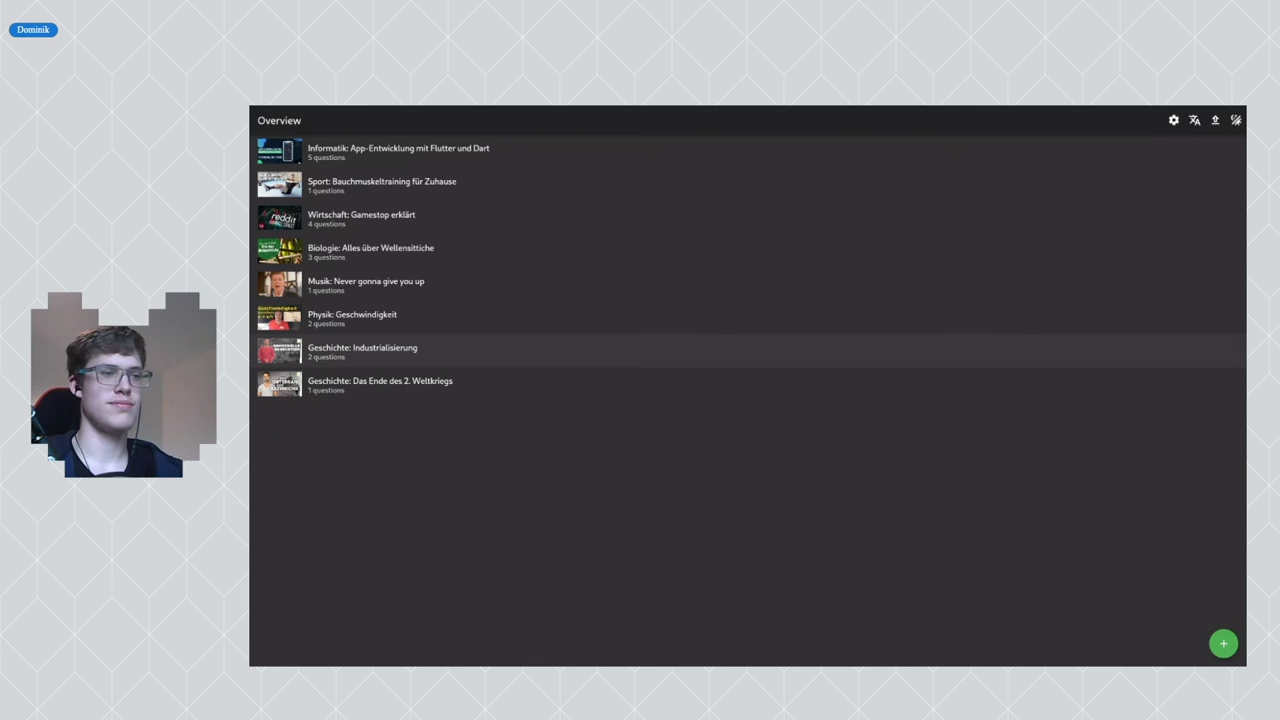 Dominik
Overview
Informatik: App-Entwicklung mit Flutter und Dart
5 questions
Sport: Bauchmuskeltraining für Zuhause
1 questions
Wirtschaft: Gamestop erklärt
4 questions
reddit
Biologie: Alles über Wellensittiche
3 questions
Musik: Never gonna give you up
1 questions
Physik: Geschwindigkeit
2 questions
Geschwindigkeit
Geschichte: Industrialisierung
2 questions
Geschichte: Das Ende des 2. Weltkriegs
1 questions
+